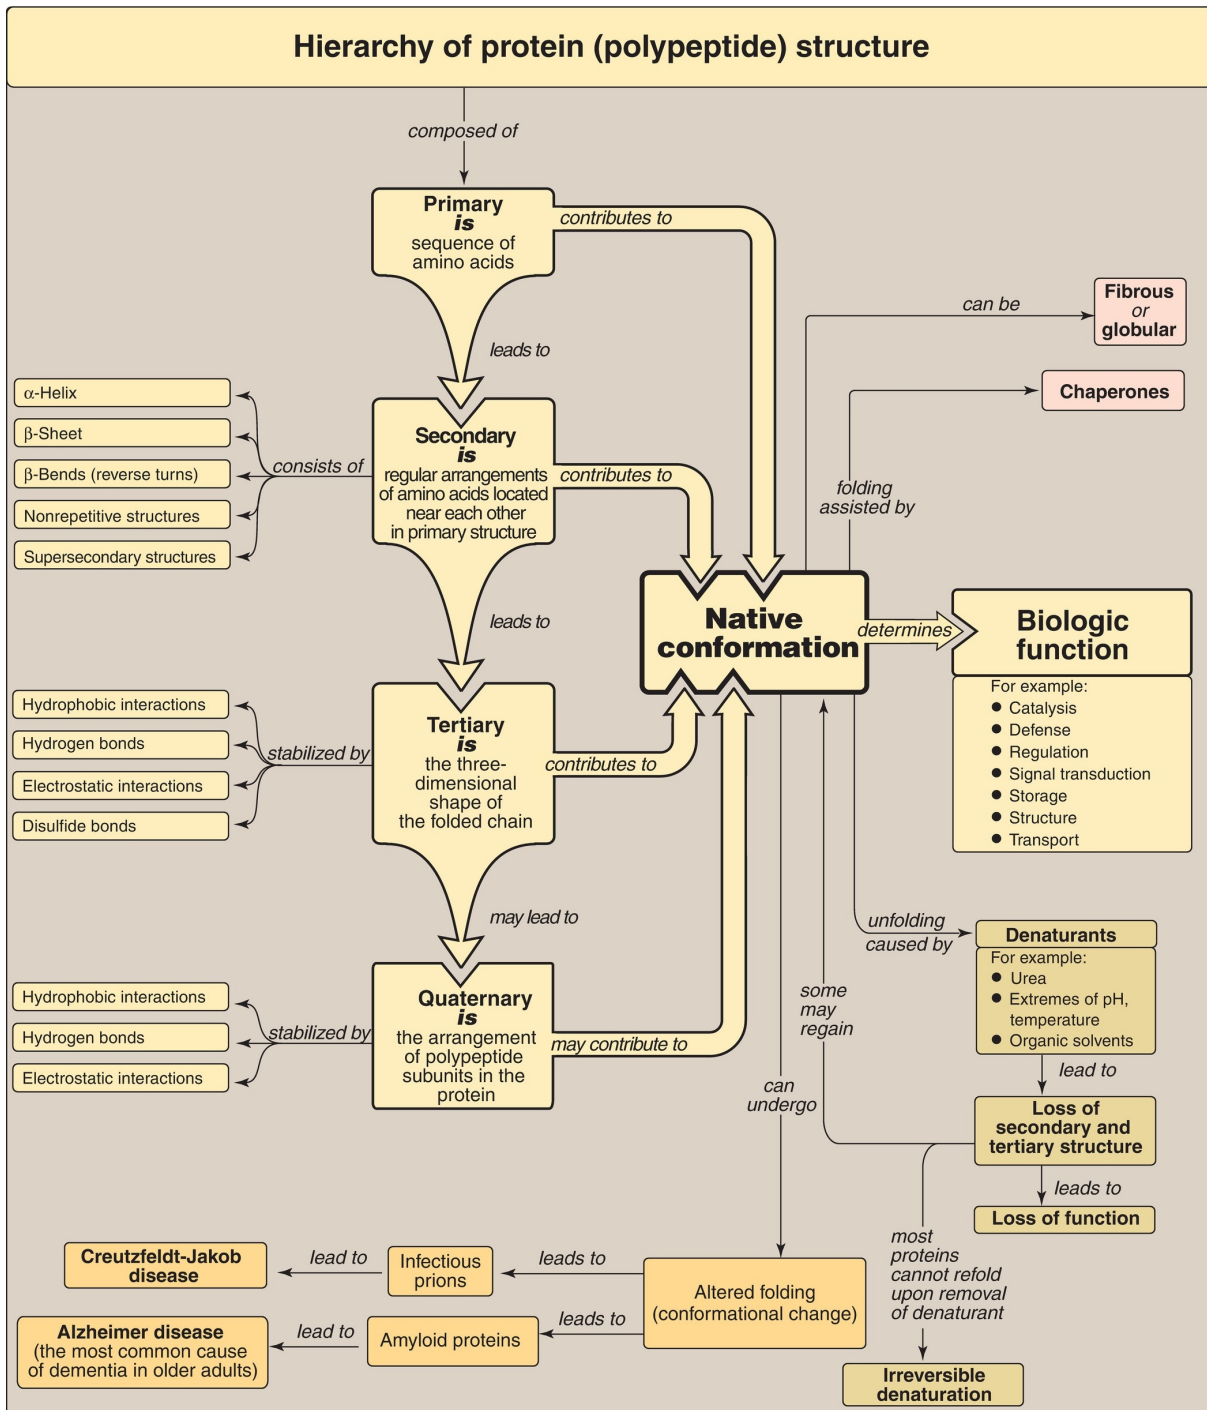 Hierarchy of protein (polypeptide) structure
composed of
Primary
is
sequence of
amino acids
contributes to
leads to
can be
Fibrous
or
globular
Chaperones
folding
assisted by
α-Helix
β-Sheet
β-Bends (reverse turns)
Nonrepetitive structures
Supersecondary structures
consists of
Secondary
is
regular arrangements
of amino acids located
near each other
in primary structure
contributes to
leads to
Native
conformation
determines
Biologic
function
For example:
● Catalysis
● Defense
● Regulation
● Signal transduction
● Storage
● Structure
● Transport
Hydrophobic interactions
Hydrogen bonds
Electrostatic interactions
Disulfide bonds
stabilized by
Tertiary
is
the three-
dimensional
shape of
the folded chain
contributes to
may lead to
unfolding
caused by
Denaturants
For example:
● Urea
● Extremes of pH,
temperature
● Organic solvents
Hydrophobic interactions
Hydrogen bonds
Electrostatic interactions
stabilized by
Quaternary
is
the arrangement
of polypeptide
subunits in the
protein
may contribute to
some
may
regain
can
undergo
lead to
Loss of
secondary and
tertiary structure
leads to
Loss of function
most
proteins
cannot refold
upon removal
of denaturant
Irreversible
denaturation
Altered folding
(conformational change)
leads to
Infectious
prions
lead to
Creutzfeldt-Jakob
disease
leads to
Amyloid proteins
lead to
Alzheimer disease
(the most common cause
of dementia in older adults)